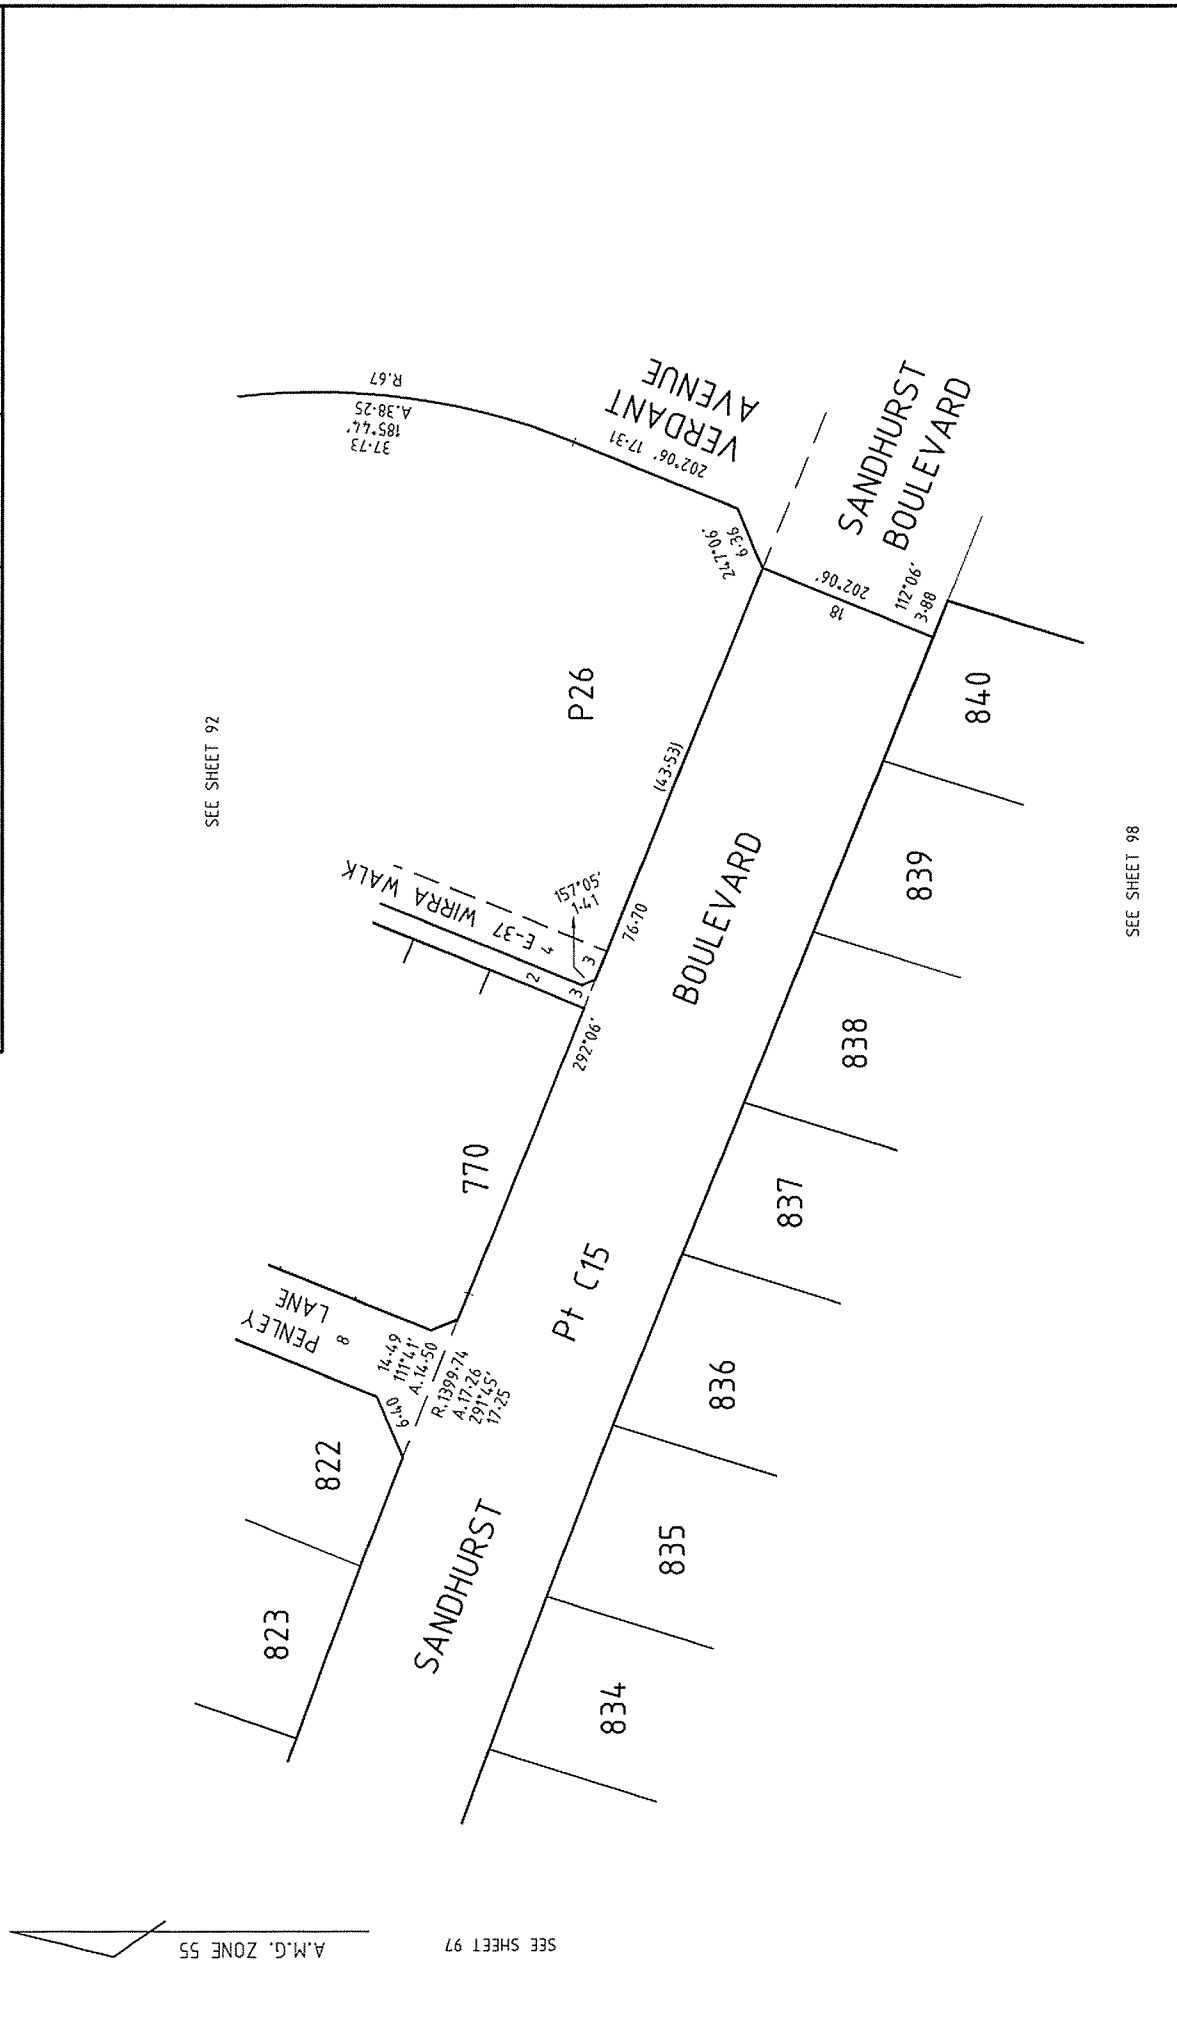 SEE SHEET 92
R.67
A.38·25
185°44'
37·73
VERDANT
AVENUE
202°06' 17·31
247°06'
6·36
SANDHURST
BOULEVARD
202°06'
18
112°06'
3·88
P26
(43·53)
WIRRA WALK
E-37
4
157°05'
1·41
3
3
2
76·70
292°06'
BOULEVARD
770
PENLEY
LANE
8
14·49
111°41'
A.14·50
R.1399·74
A.17·26
291°45'
17·25
6·40
Pt C15
SANDHURST
822
823
840
839
838
837
836
835
834
SEE SHEET 98
A.M.G. ZONE 55
SEE SHEET 97